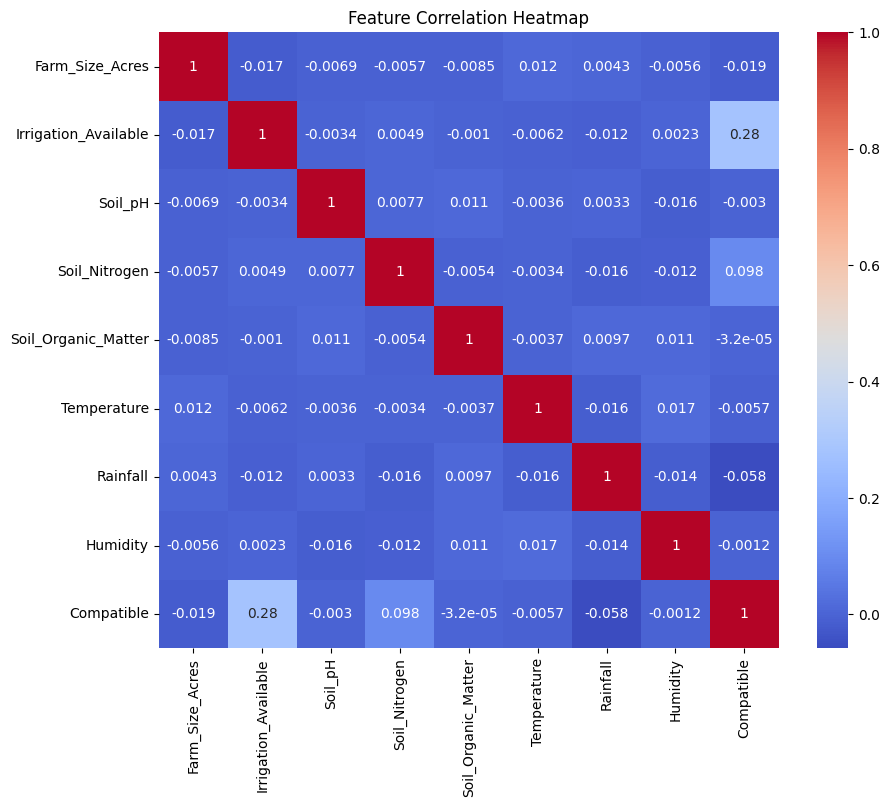 Feature Correlation Heatmap
Farm_Size_Acres 1 -0.017 -0.0069 -0.0057 -0.0085 0.012 0.0043 -0.0056 -0.019
Irrigation_Available -0.017 1 -0.0034 0.0049 -0.001 -0.0062 -0.012 0.0023 0.28
Soil_pH -0.0069 -0.0034 1 0.0077 0.011 -0.0036 0.0033 -0.016 -0.003
Soil_Nitrogen -0.0057 0.0049 0.0077 1 -0.0054 -0.0034 -0.016 -0.012 0.098
Soil_Organic_Matter -0.0085 -0.001 0.011 -0.0054 1 -0.0037 0.0097 0.011 -3.2e-05
Temperature 0.012 -0.0062 -0.0036 -0.0034 -0.0037 1 -0.016 0.017 -0.0057
Rainfall 0.0043 -0.012 0.0033 -0.016 0.0097 -0.016 1 -0.014 -0.058
Humidity -0.0056 0.0023 -0.016 -0.012 0.011 0.017 -0.014 1 -0.0012
Compatible -0.019 0.28 -0.003 0.098 -3.2e-05 -0.0057 -0.058 -0.0012 1
Farm_Size_Acres
Irrigation_Available
Soil_pH
Soil_Nitrogen
Soil_Organic_Matter
Temperature
Rainfall
Humidity
Compatible
1.0
0.8
0.6
0.4
0.2
0.0